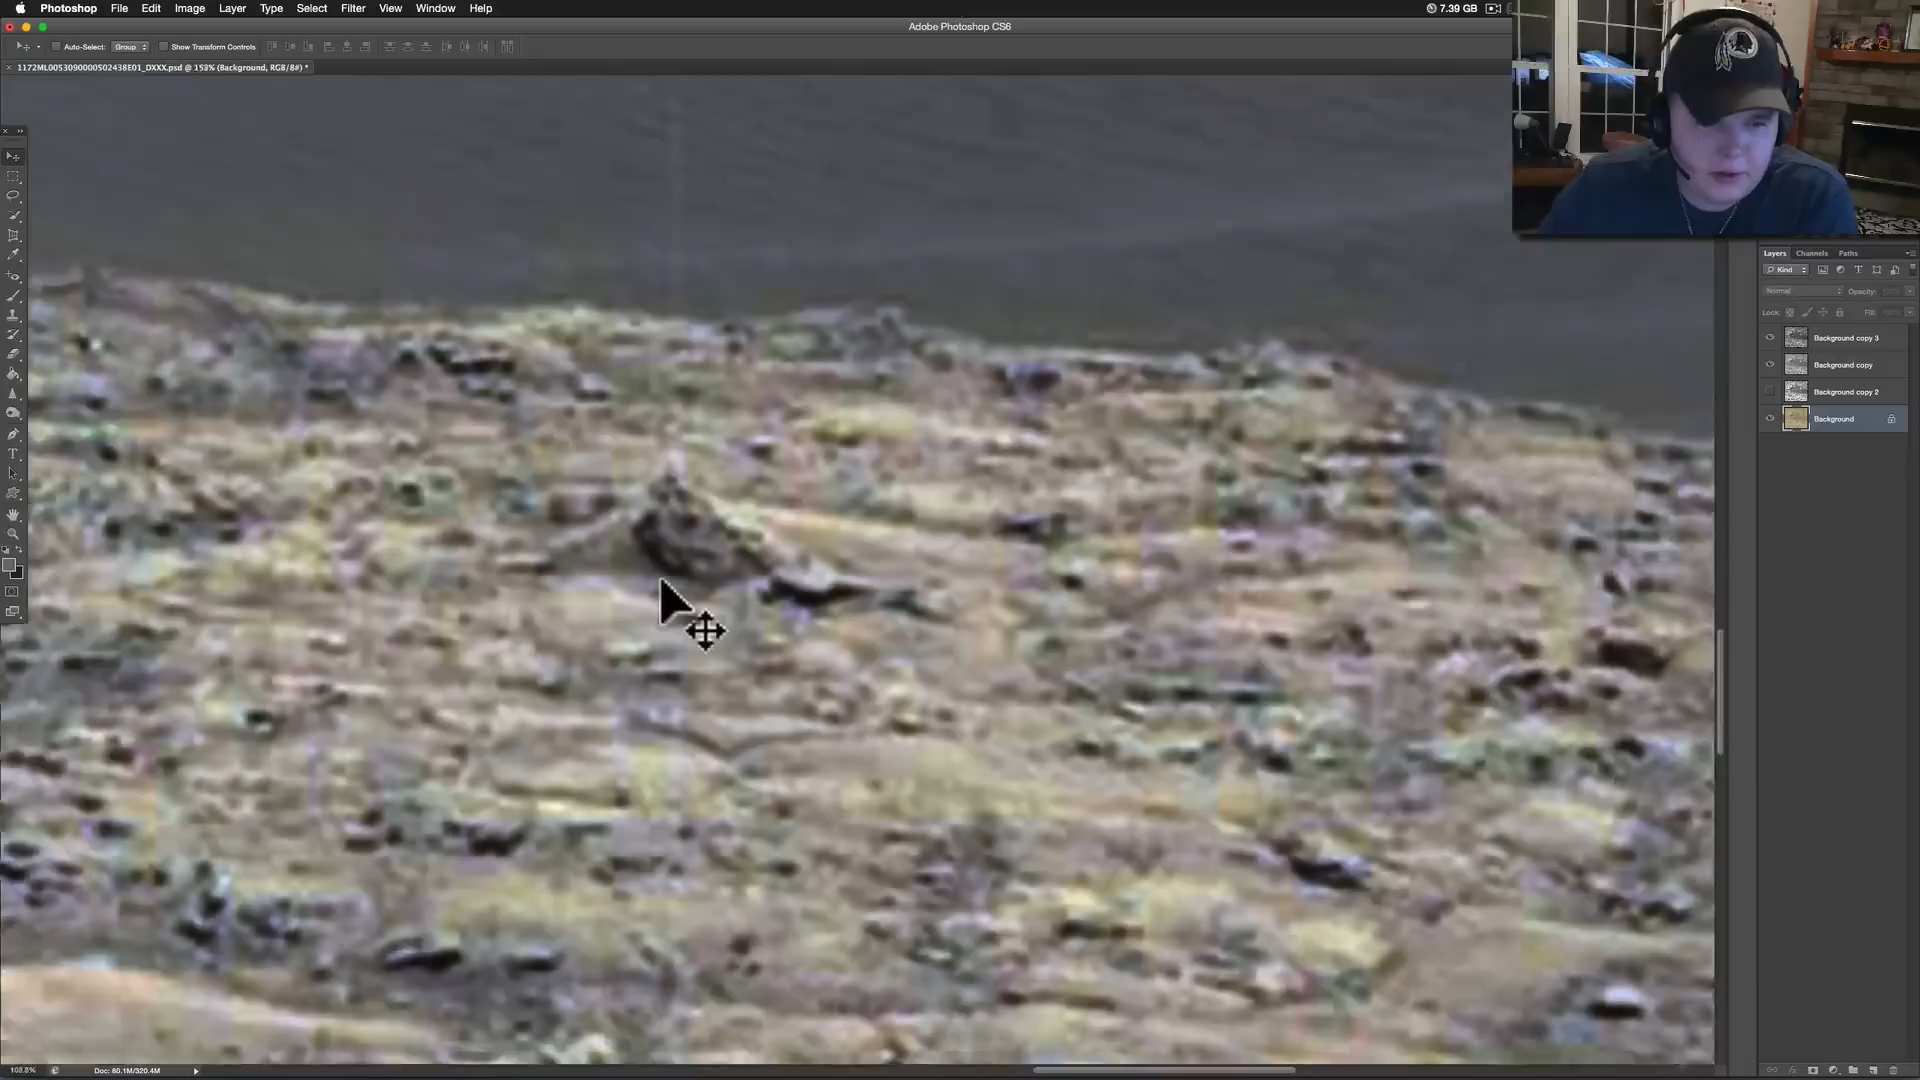 Photoshop File Edit Image Layer Type Select Filter View Window Help
7.39 GB
Adobe Photoshop CS6
Auto-Select: Group Show Transform Controls
1172ML0053090000502438E01_DXXX.psd @ 153% (Background, RGB/8#) *
Layers Channels Paths
Kind
Normal Opacity: 100%
Lock: Fill: 100%
Background copy 3
Background copy
Background copy 2
Background
Doc: 80.1M/320.4M